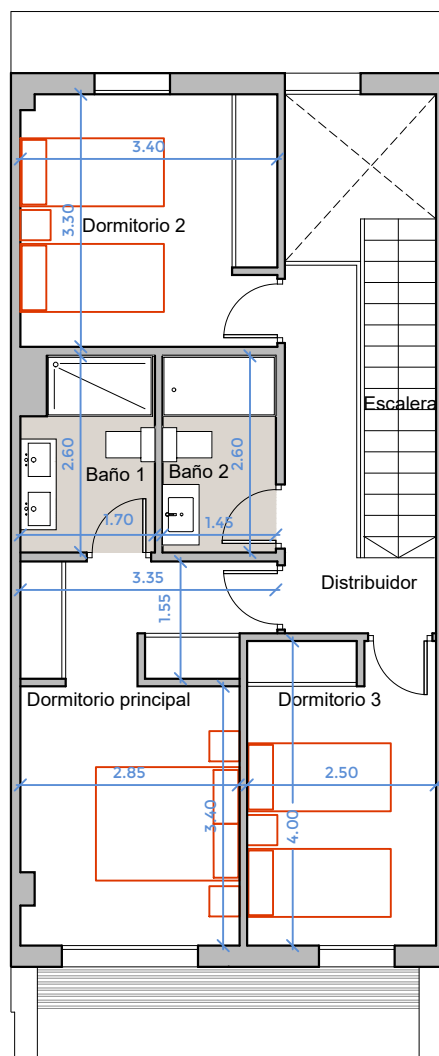 3.40
3.30
Dormitorio 2
Escalera
2.60
2.60
Baño 1
Baño 2
1.70
1.45
3.35
1.55
Distribuidor
Dormitorio principal
Dormitorio 3
2.85
2.50
3.40
4.00